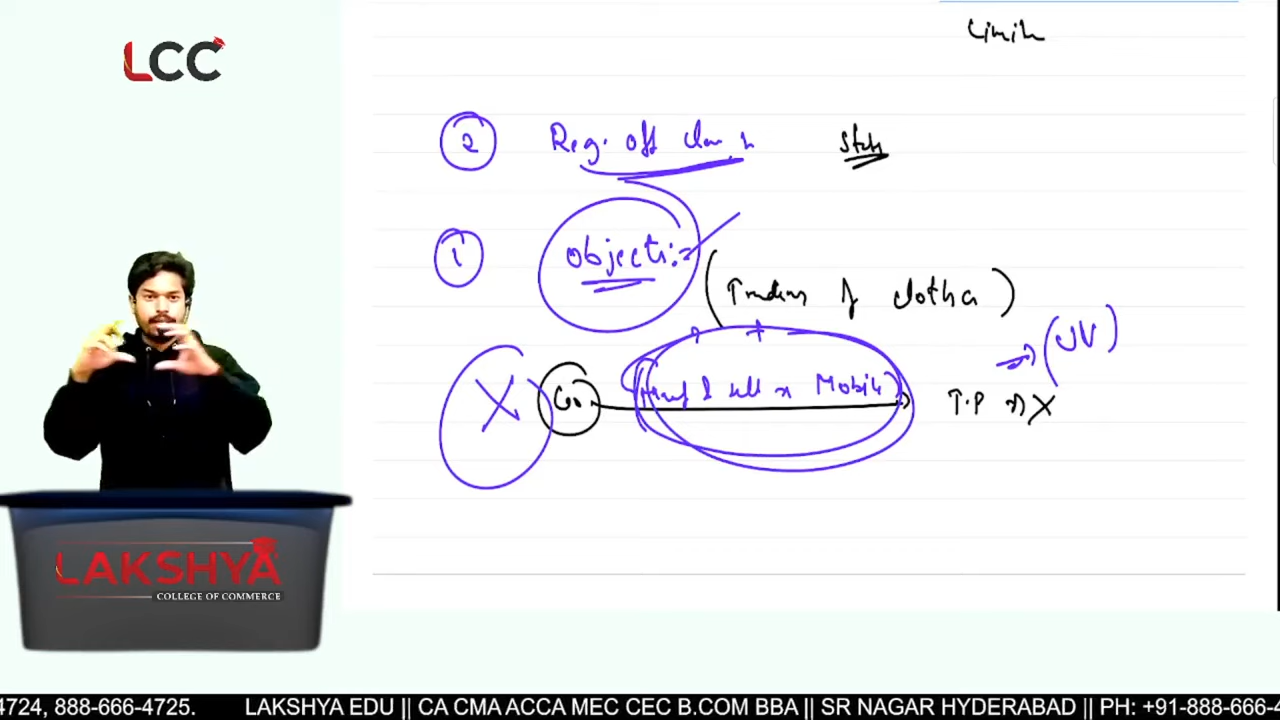 LCC
Limit
2 Reg. off clause State
1 Objecti:-
(Trading of clothes)
⇒ (UV)
X Co. & sell Mobile T.P ⇒ X
LAKSHYA
COLLEGE OF COMMERCE
4724, 888-666-4725. LAKSHYA EDU || CA CMA ACCA MEC CEC B.COM BBA || SR NAGAR HYDERABAD || PH: +91-888-666-4